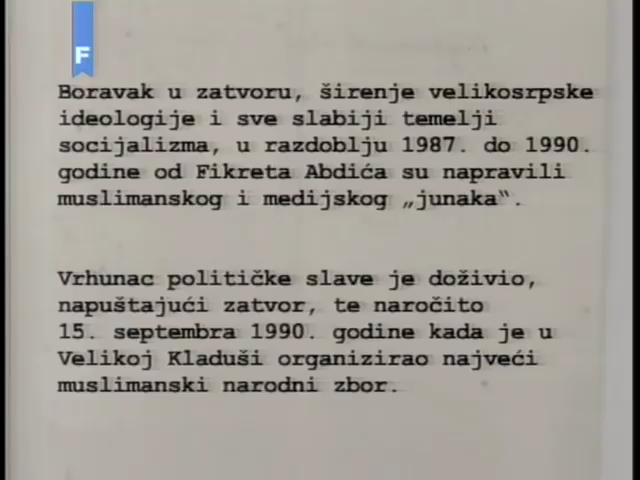 F
Boravak u zatvoru, širenje velikosrpske
ideologije i sve slabiji temelji
socijalizma, u razdoblju 1987. do 1990.
godine od Fikreta Abdića su napravili
muslimanskog i medijskog „junaka“.
Vrhunac političke slave je doživio,
napuštajući zatvor, te naročito
15. septembra 1990. godine kada je u
Velikoj Kladuši organizirao najveći
muslimanski narodni zbor.